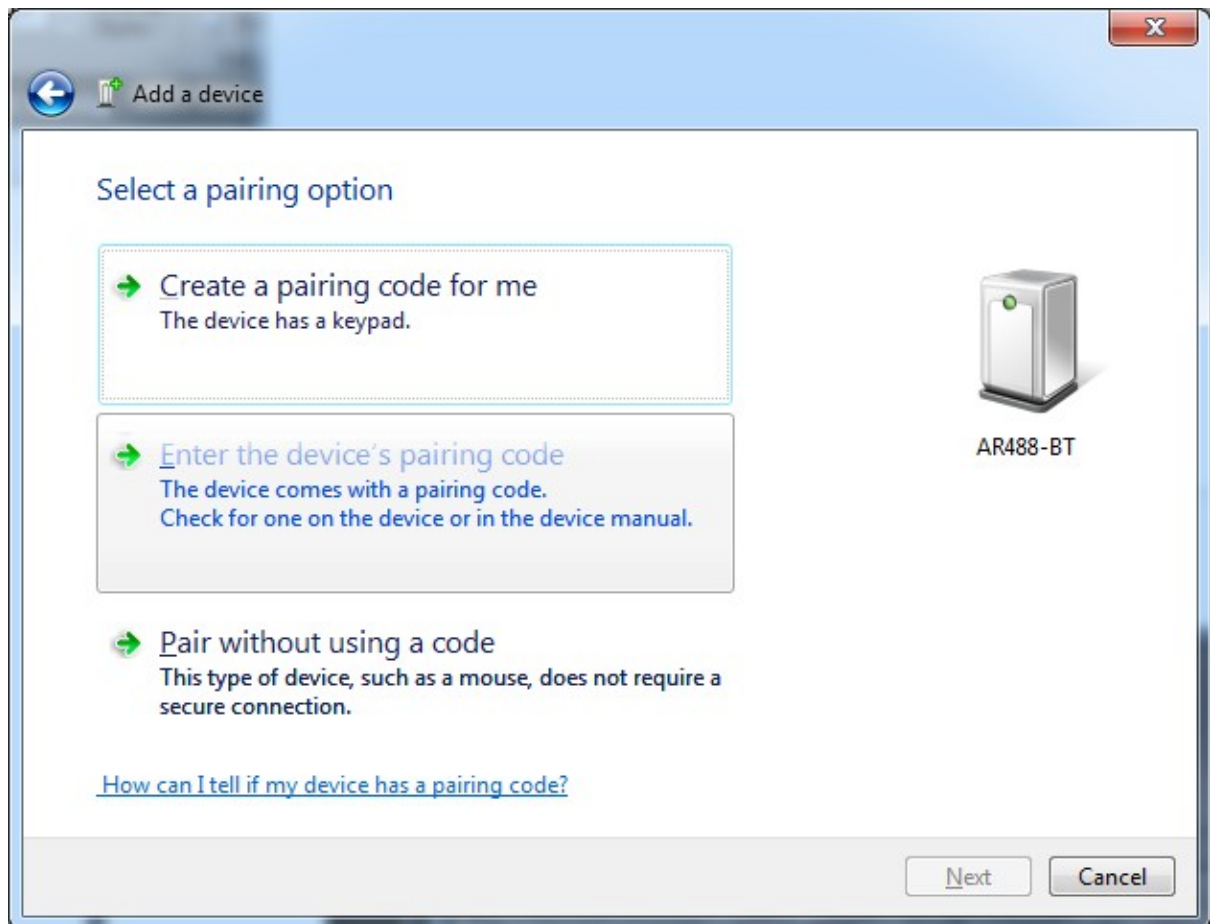 Add a device
Select a pairing option
Create a pairing code for me
The device has a keypad.
Enter the device's pairing code
The device comes with a pairing code.
Check for one on the device or in the device manual.
AR488-BT
Pair without using a code
This type of device, such as a mouse, does not require a
secure connection.
How can I tell if my device has a pairing code?
Next
Cancel